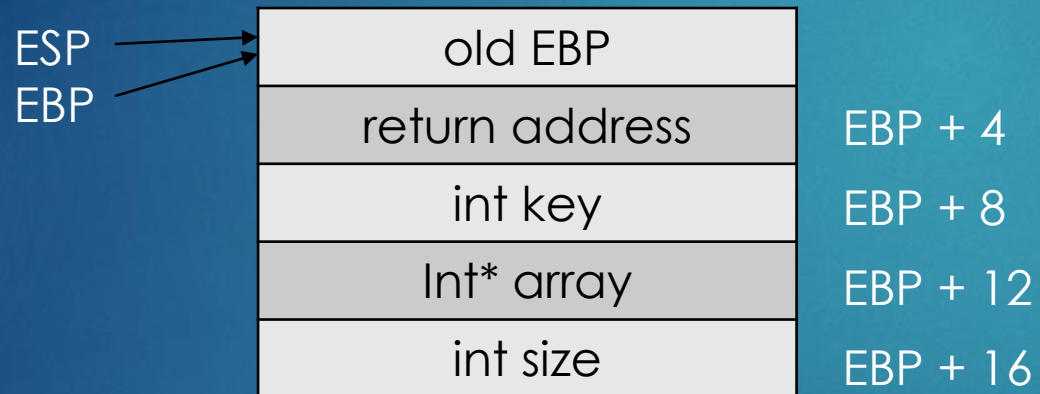 ESP
EBP
old EBP
return address
EBP + 4
int key
EBP + 8
Int* array
EBP + 12
int size
EBP + 16